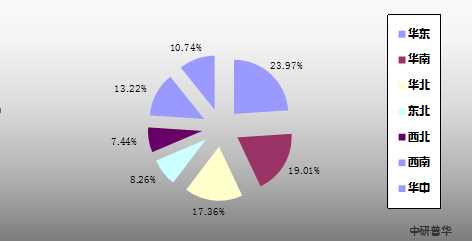 10.74%
23.97%
13.22%
7.44%
8.26%
19.01%
17.36%
华东
华南
华北
东北
西北
西南
华中
中研普华